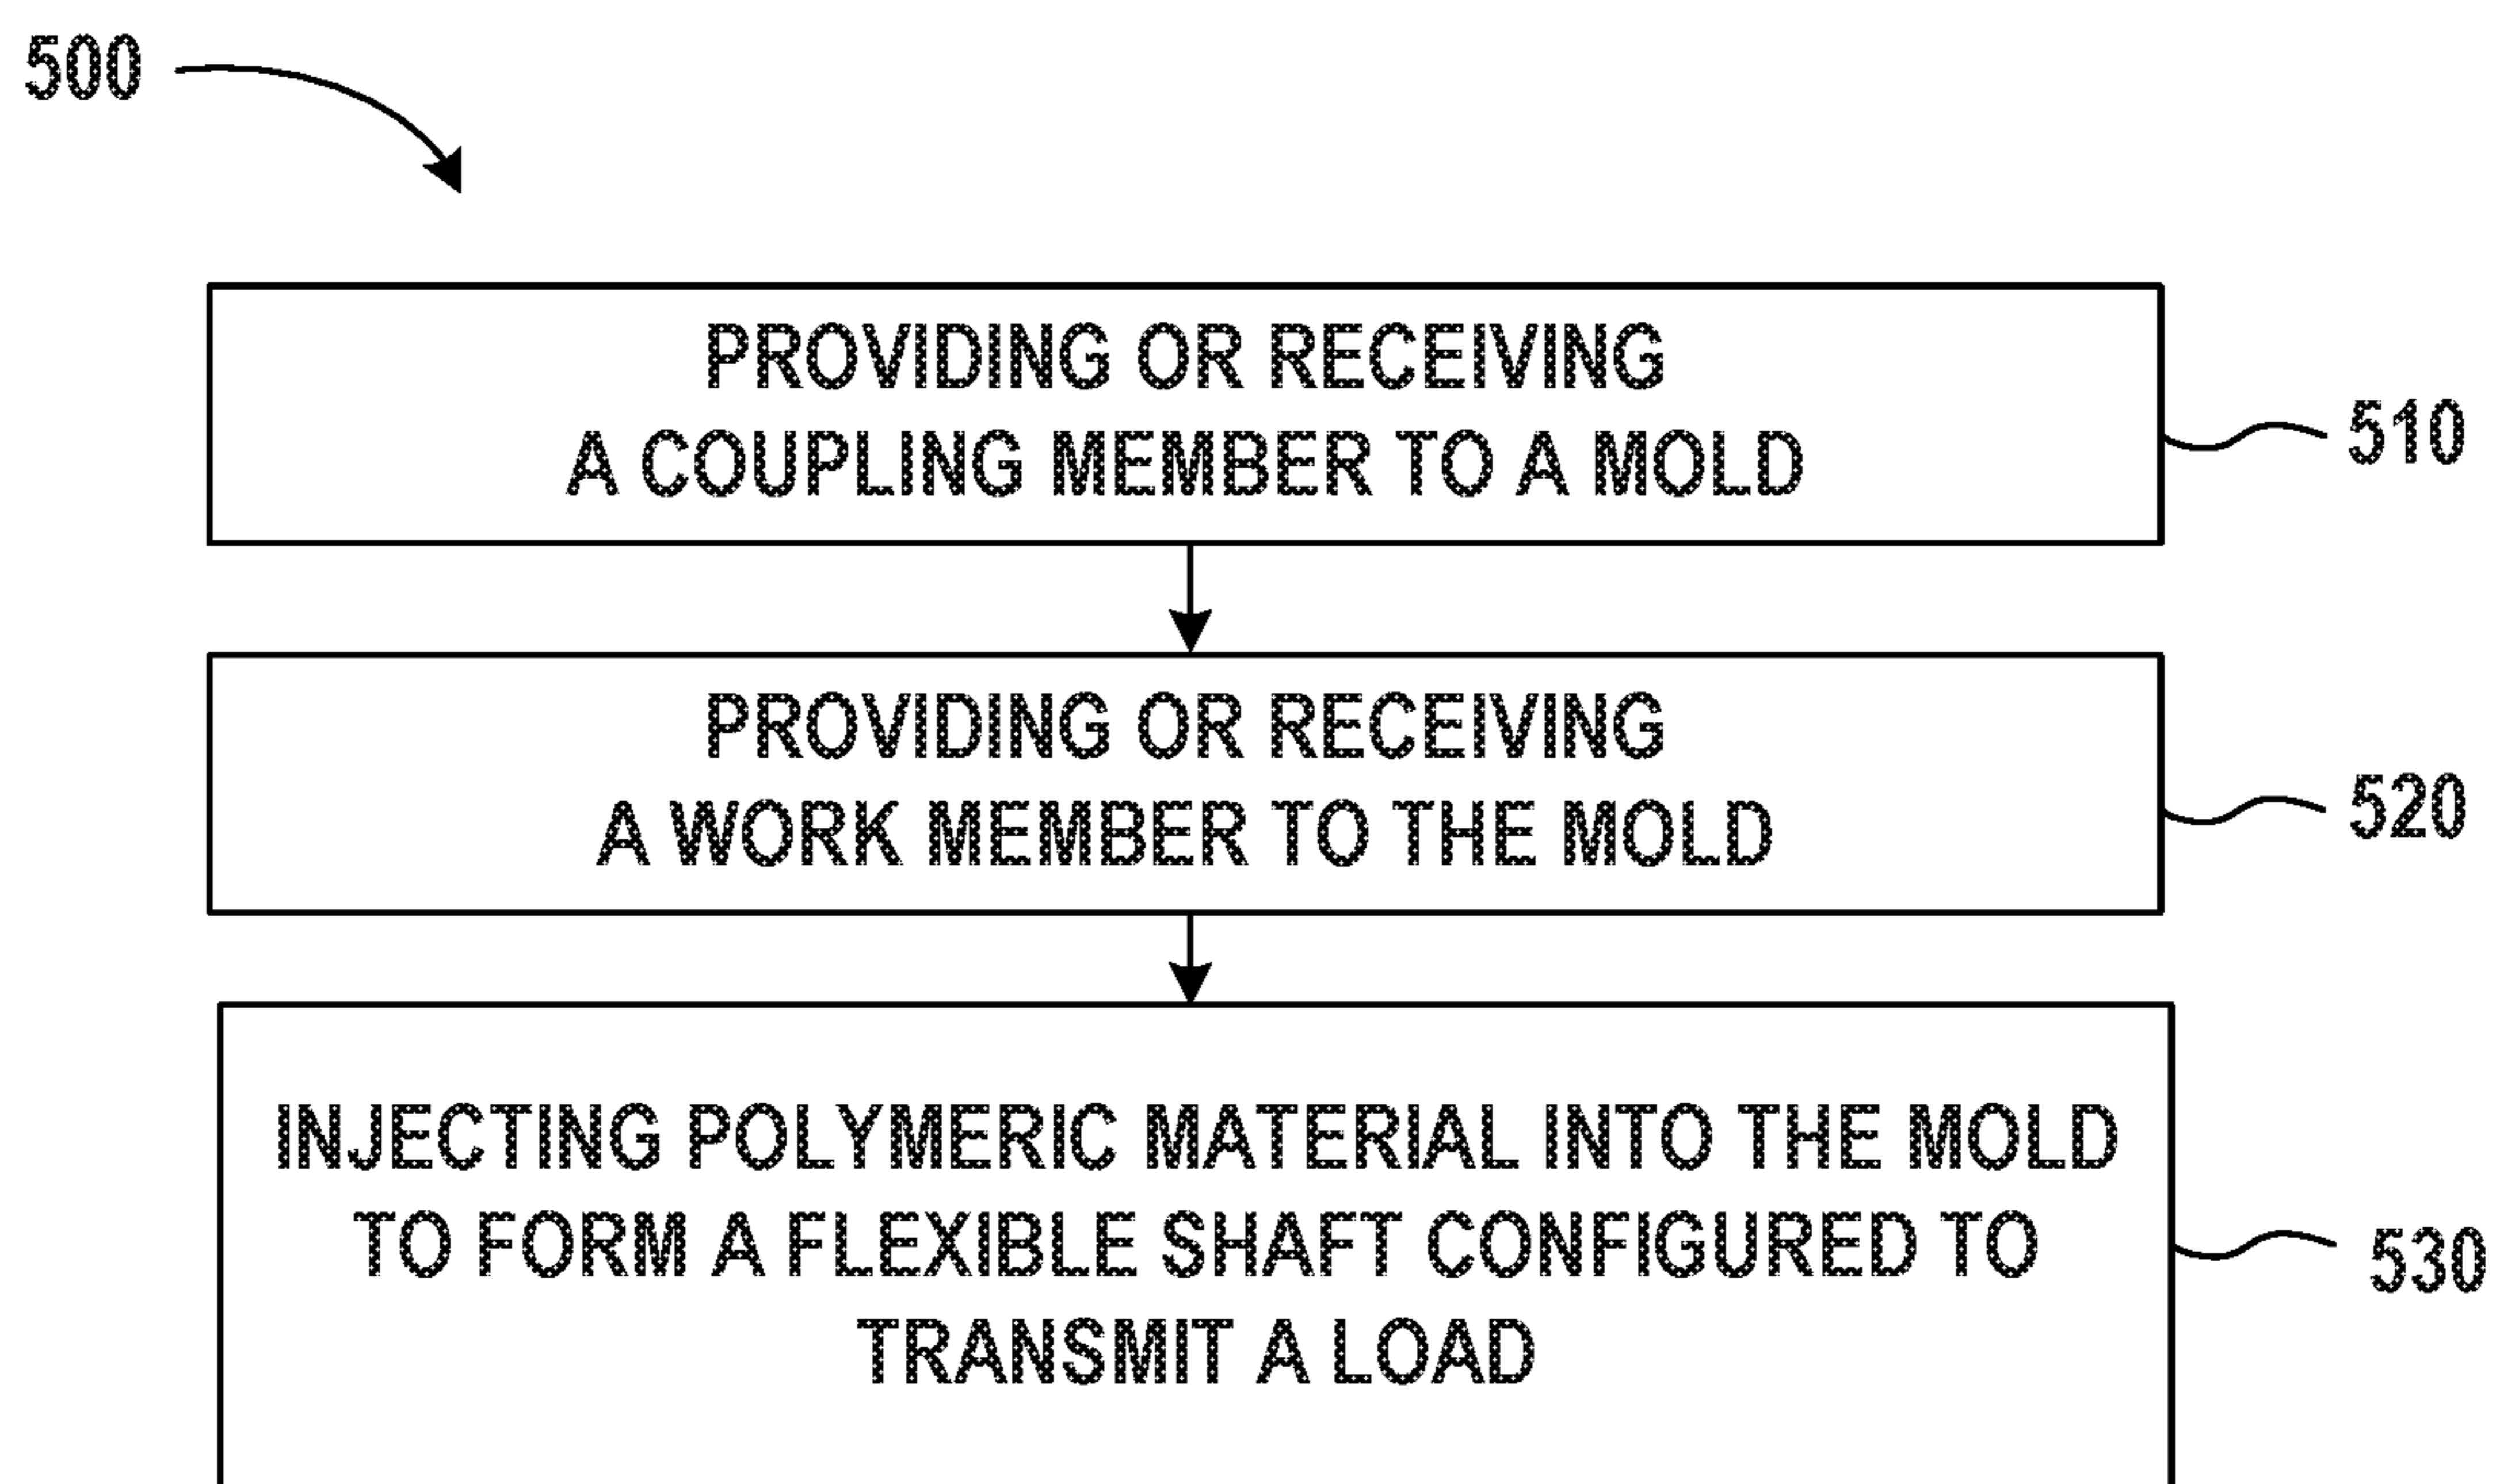 500
PROVIDING OR RECEIVING
A COUPLING MEMBER TO A MOLD
510
PROVIDING OR RECEIVING
A WORK MEMBER TO THE MOLD
520
INJECTING POLYMERIC MATERIAL INTO THE MOLD
TO FORM A FLEXIBLE SHAFT CONFIGURED TO
TRANSMIT A LOAD
530